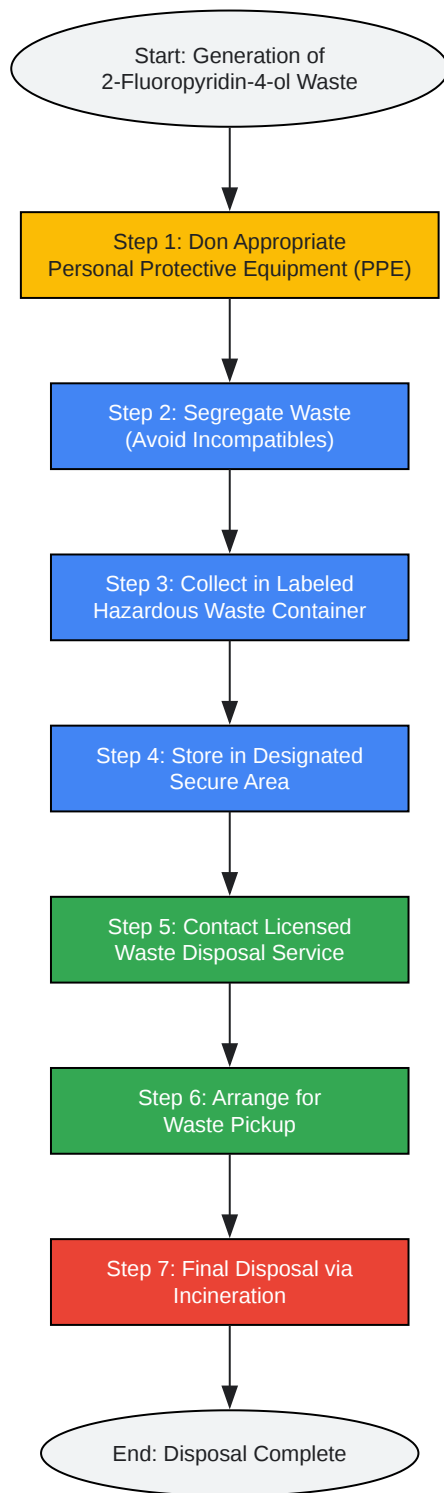 Start: Generation of
2-Fluoropyridin-4-ol Waste
Step 1: Don Appropriate
Personal Protective Equipment (PPE)
Step 2: Segregate Waste
(Avoid Incompatibles)
Step 3: Collect in Labeled
Hazardous Waste Container
Step 4: Store in Designated
Secure Area
Step 5: Contact Licensed
Waste Disposal Service
Step 6: Arrange for
Waste Pickup
Step 7: Final Disposal via
Incineration
End: Disposal Complete